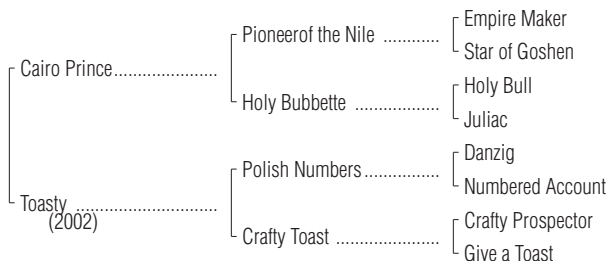 Empire Maker
Pioneerof the Nile ............
Star of Goshen
Cairo Prince......................
Holy Bull
Holy Bubbette ..................
Juliac
Danzig
Polish Numbers................
Numbered Account
Toasty ..............................
(2002)
Crafty Prospector
Crafty Toast ......................
Give a Toast